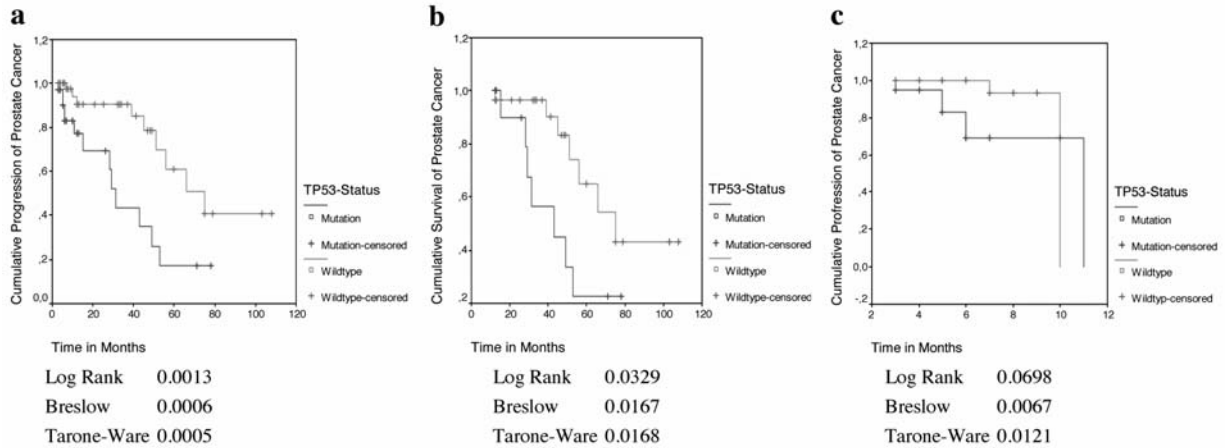 a
1,2
1,0
,8
,6
,4
,2
0,0
Cumulative Progression of Prostate Cancer
0 20 40 60 80 100 120
Time in Months
TP53-Status
Mutation
Mutation-censored
Wildtype
Wildtype-censored
Log Rank 0.0013
Breslow 0.0006
Tarone-Ware 0.0005
b
1,2
1,0
,8
,6
,4
,2
Cumulative Survival of Prostate Cancer
0 20 40 60 80 100 120
Time in Months
TP53-Status
Mutation
Mutation-censored
Wildtype
Wildtype-censored
Log Rank 0.0329
Breslow 0.0167
Tarone-Ware 0.0168
c
1,2
1,0
,8
,6
,4
,2
0,0
-,2
Cumulative Profression of Prostate Cancer
2 4 6 8 10 12
Time in Months
TP53-Status
Mutation
Mutation-censored
Wildtype
Wildtyp-censored
Log Rank 0.0698
Breslow 0.0067
Tarone-Ware 0.0121